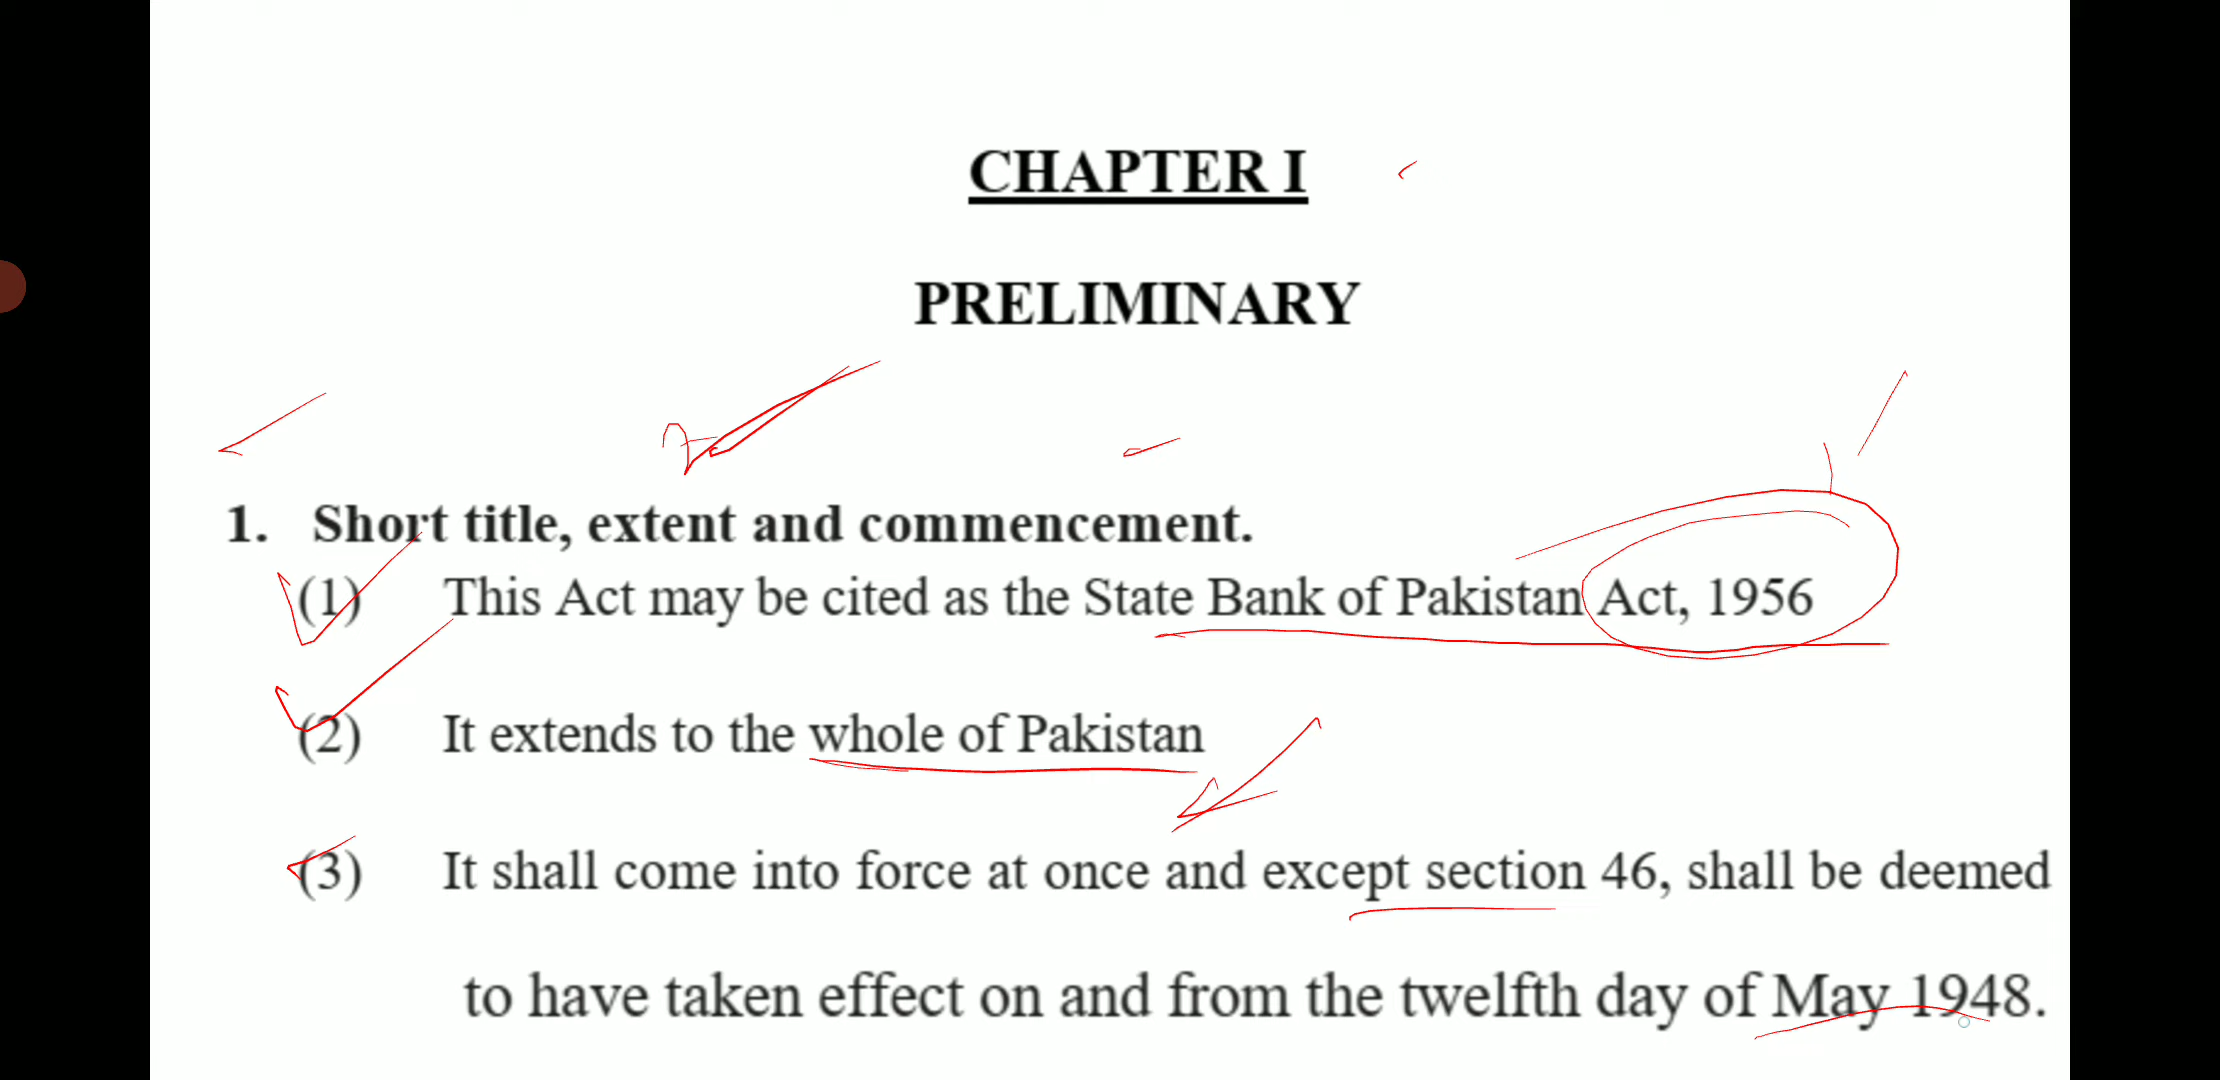 CHAPTER I
PRELIMINARY
1. Short title, extent and commencement.
(1) This Act may be cited as the State Bank of Pakistan Act, 1956
(2) It extends to the whole of Pakistan
(3) It shall come into force at once and except section 46, shall be deemed
to have taken effect on and from the twelfth day of May 1948.